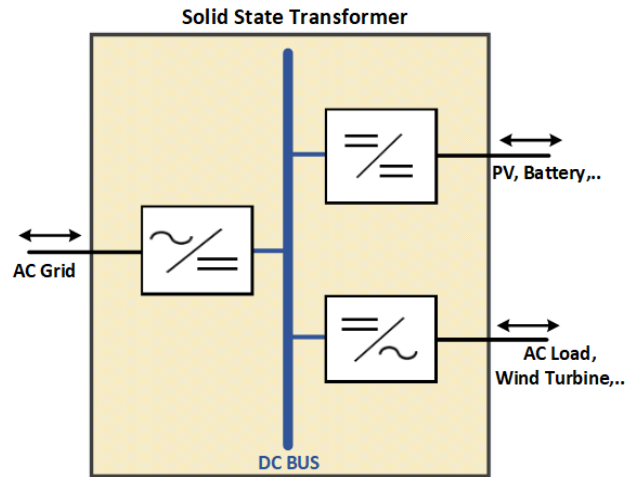 Solid State Transformer
PV, Battery,..
AC Grid
AC Load,
Wind Turbine,..
DC BUS